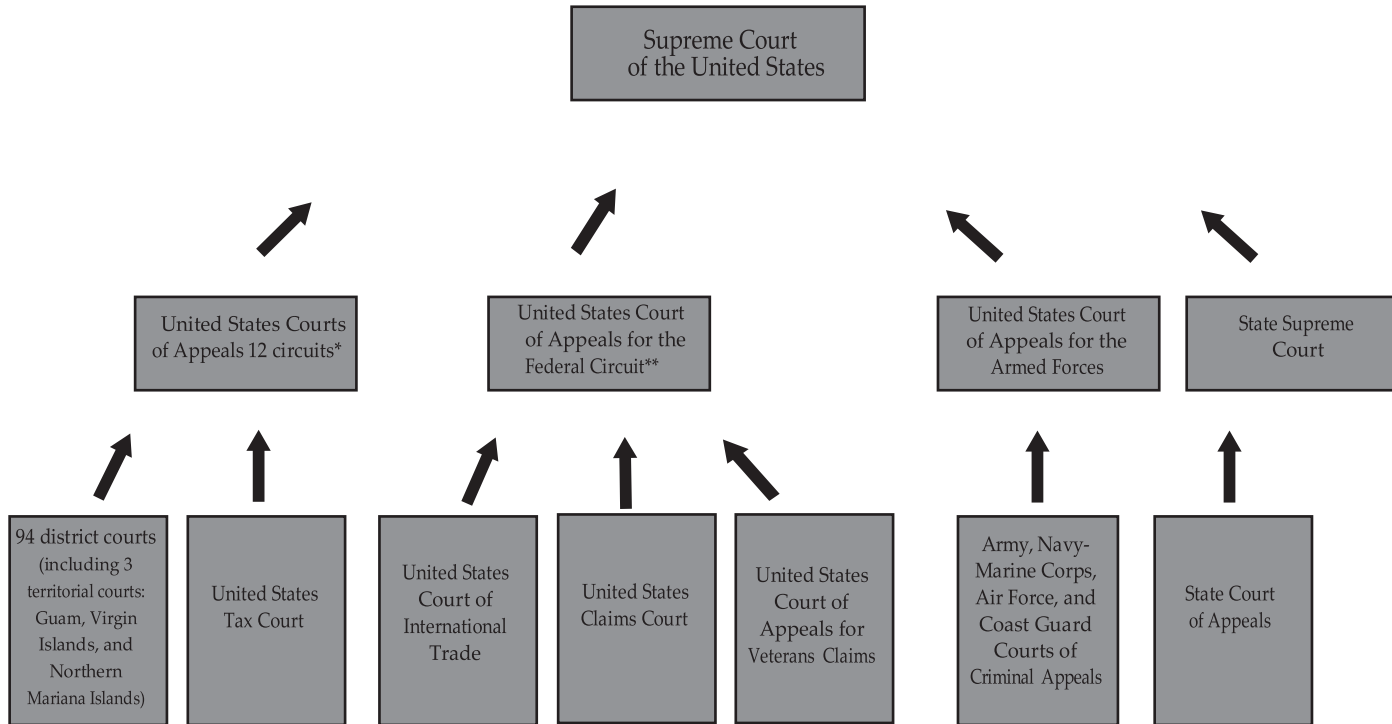 Supreme Court
of the United States
United States Courts
of Appeals 12 circuits*
United States Court
of Appeals for the
Federal Circuit**
United States Court
of Appeals for the
Armed Forces
State Supreme
Court
94 district courts
(including 3
territorial courts:
Guam, Virgin
Islands, and
Northern
Mariana Islands)
United States
Tax Court
United States
Court of
International
Trade
United States
Claims Court
United States
Court of
Appeals for
Veterans Claims
Army, Navy-
Marine Corps,
Air Force, and
Coast Guard
Courts of
Criminal Appeals
State Court
of Appeals